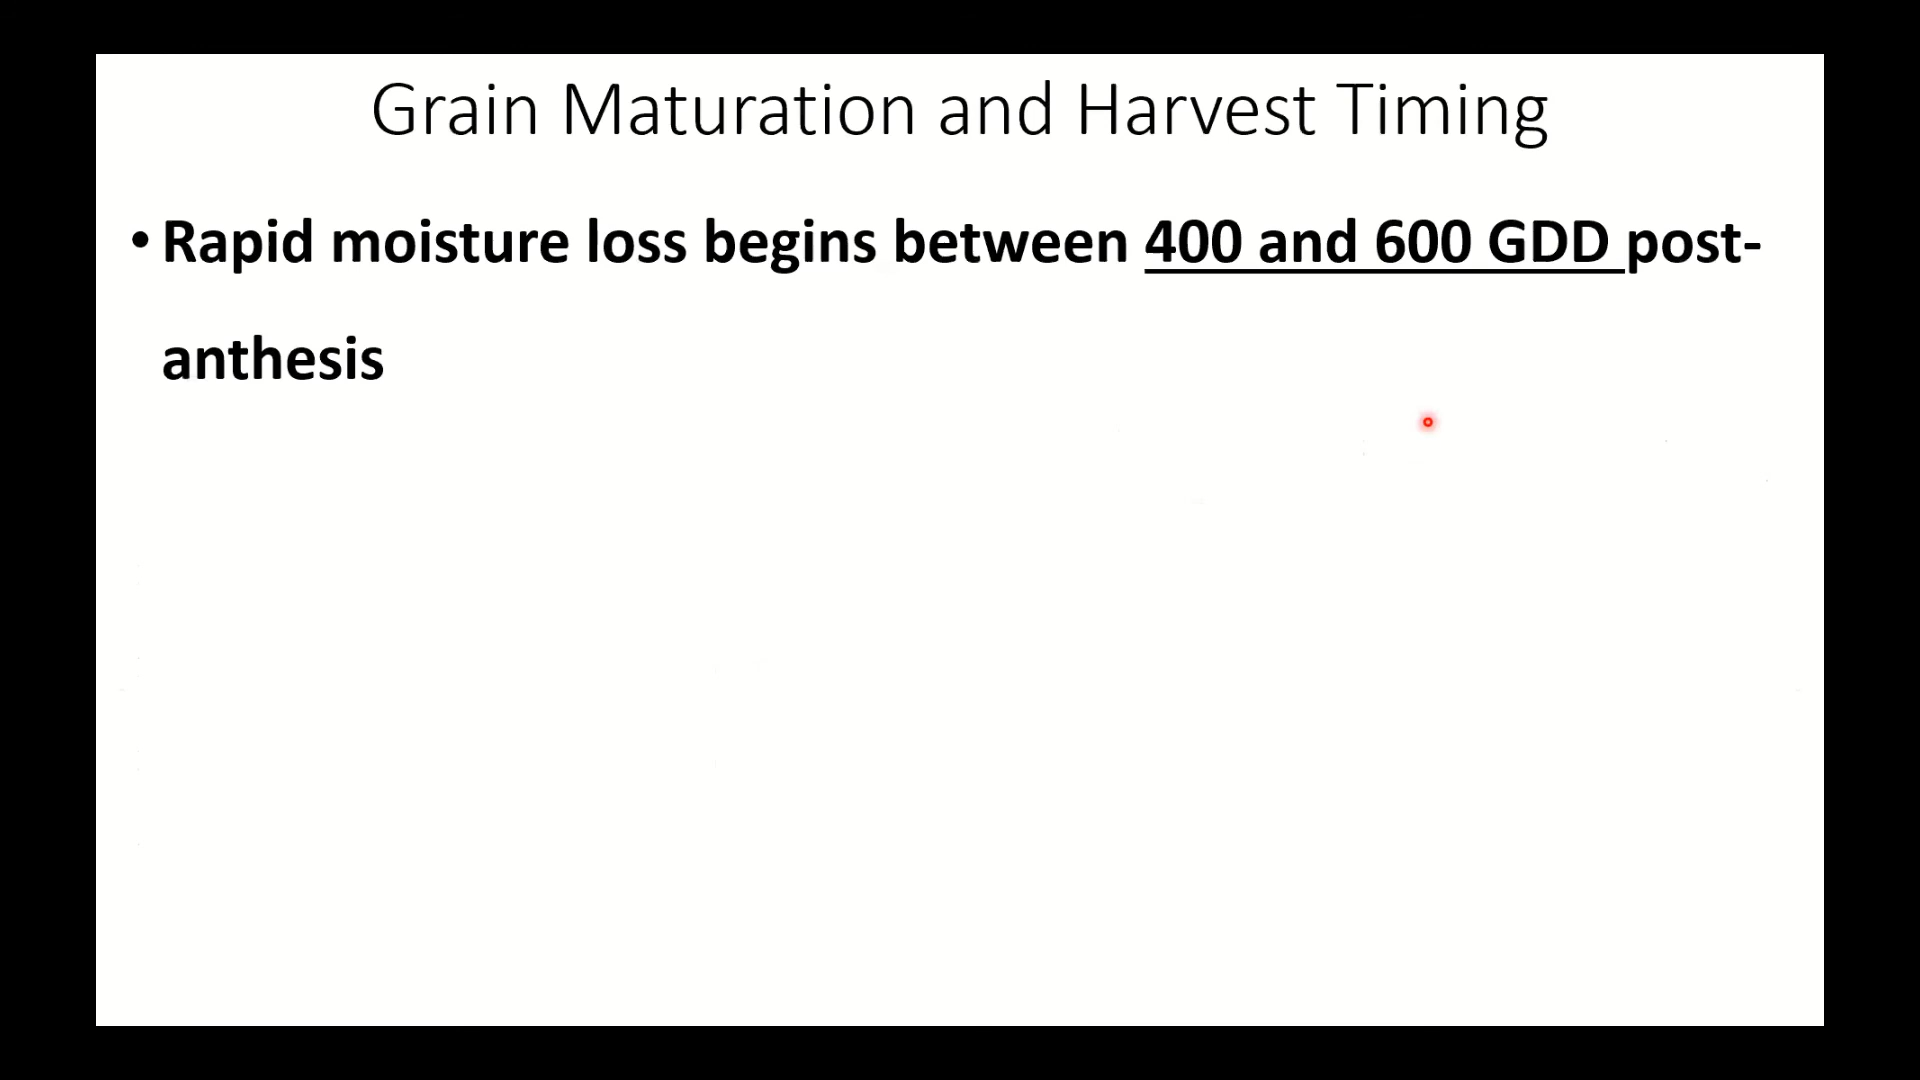 Grain Maturation and Harvest Timing
• Rapid moisture loss begins between 400 and 600 GDD post-
anthesis